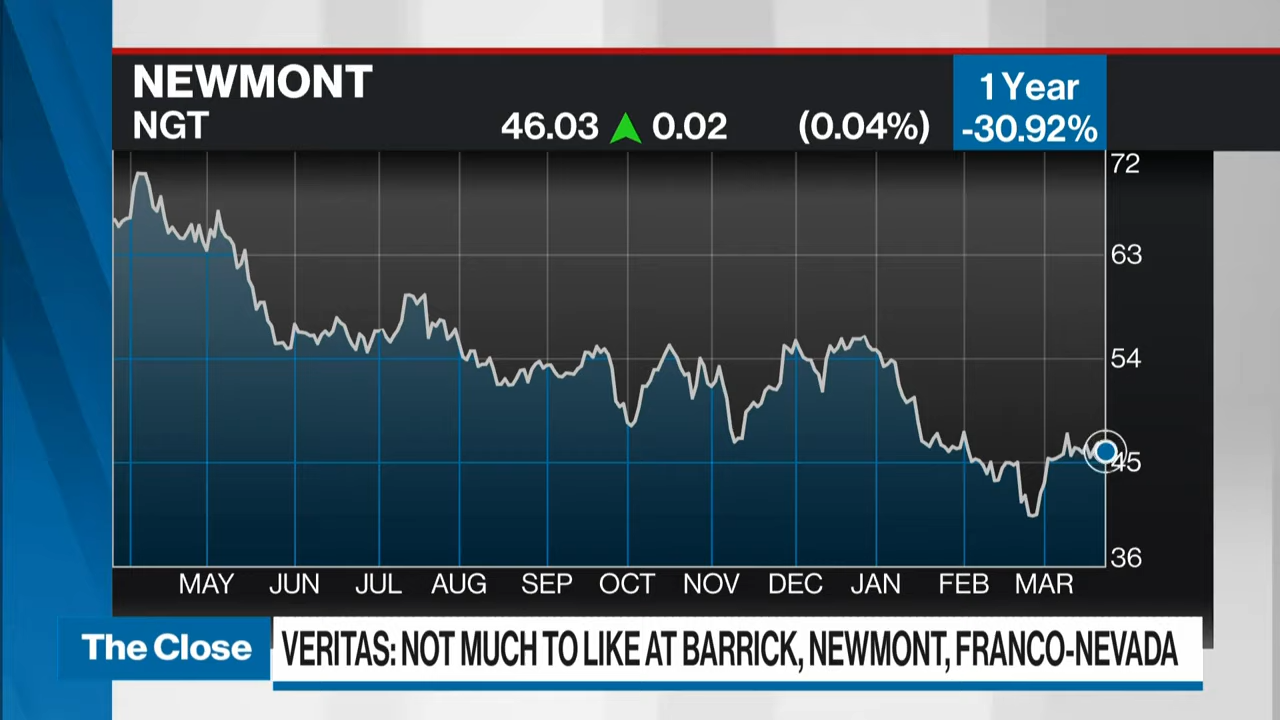 NEWMONT
NGT
46.03 ▲ 0.02 (0.04%)
1 Year
-30.92%
72
63
54
45
36
MAY JUN JUL AUG SEP OCT NOV DEC JAN FEB MAR
The Close
VERITAS: NOT MUCH TO LIKE AT BARRICK, NEWMONT, FRANCO-NEVADA